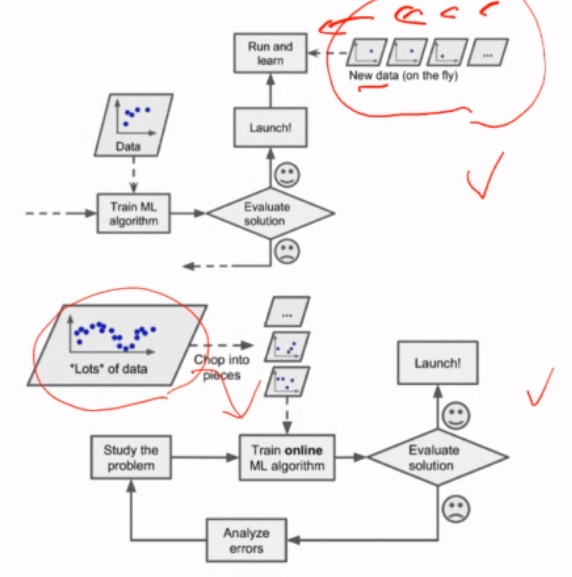 Run and
learn
New data (on the fly)
...
Launch!
Data
Train ML
algorithm
Evaluate
solution
...
*Lots* of data
Chop into
pieces
Launch!
Study the
problem
Train online
ML algorithm
Evaluate
solution
Analyze
errors